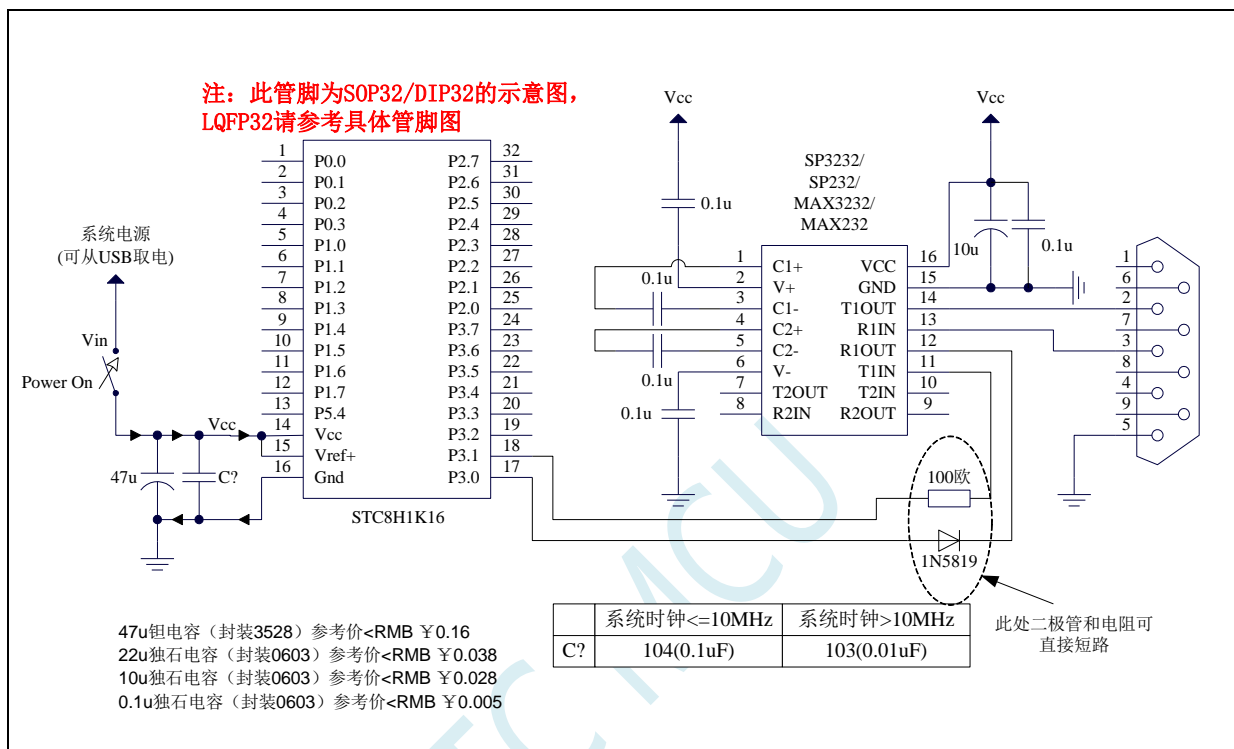 注：此管脚为SOP32/DIP32的示意图，
LQFP32请参考具体管脚图
系统电源
(可从USB取电)
Vin
Power On
Vcc
47u
C?
1 P0.0 P2.7 32
2 P0.1 P2.6 31
3 P0.2 P2.5 30
4 P0.3 P2.4 29
5 P1.0 P2.3 28
6 P1.1 P2.2 27
7 P1.2 P2.1 26
8 P1.3 P2.0 25
9 P1.4 P3.7 24
10 P1.5 P3.6 23
11 P1.6 P3.5 22
12 P1.7 P3.4 21
13 P5.4 P3.3 20
14 Vcc P3.2 19
15 Vref+ P3.1 18
16 Gnd P3.0 17
STC8H1K16
Vcc
0.1u
0.1u
0.1u
0.1u
SP3232/
SP232/
MAX3232/
MAX232
1 C1+ VCC 16
2 V+ GND 15
3 C1- T1OUT 14
4 C2+ R1IN 13
5 C2- R1OUT 12
6 V- T1IN 11
7 T2OUT T2IN 10
8 R2IN R2OUT 9
Vcc
10u
0.1u
1
6
2
7
3
8
4
9
5
100欧
1N5819
此处二极管和电阻可
直接短路
系统时钟<=10MHz 系统时钟>10MHz
C? 104(0.1uF) 103(0.01uF)
47u钽电容（封装3528）参考价<RMB ￥0.16
22u独石电容（封装0603）参考价<RMB ￥0.038
10u独石电容（封装0603）参考价<RMB ￥0.028
0.1u独石电容（封装0603）参考价<RMB ￥0.005
STC MCU